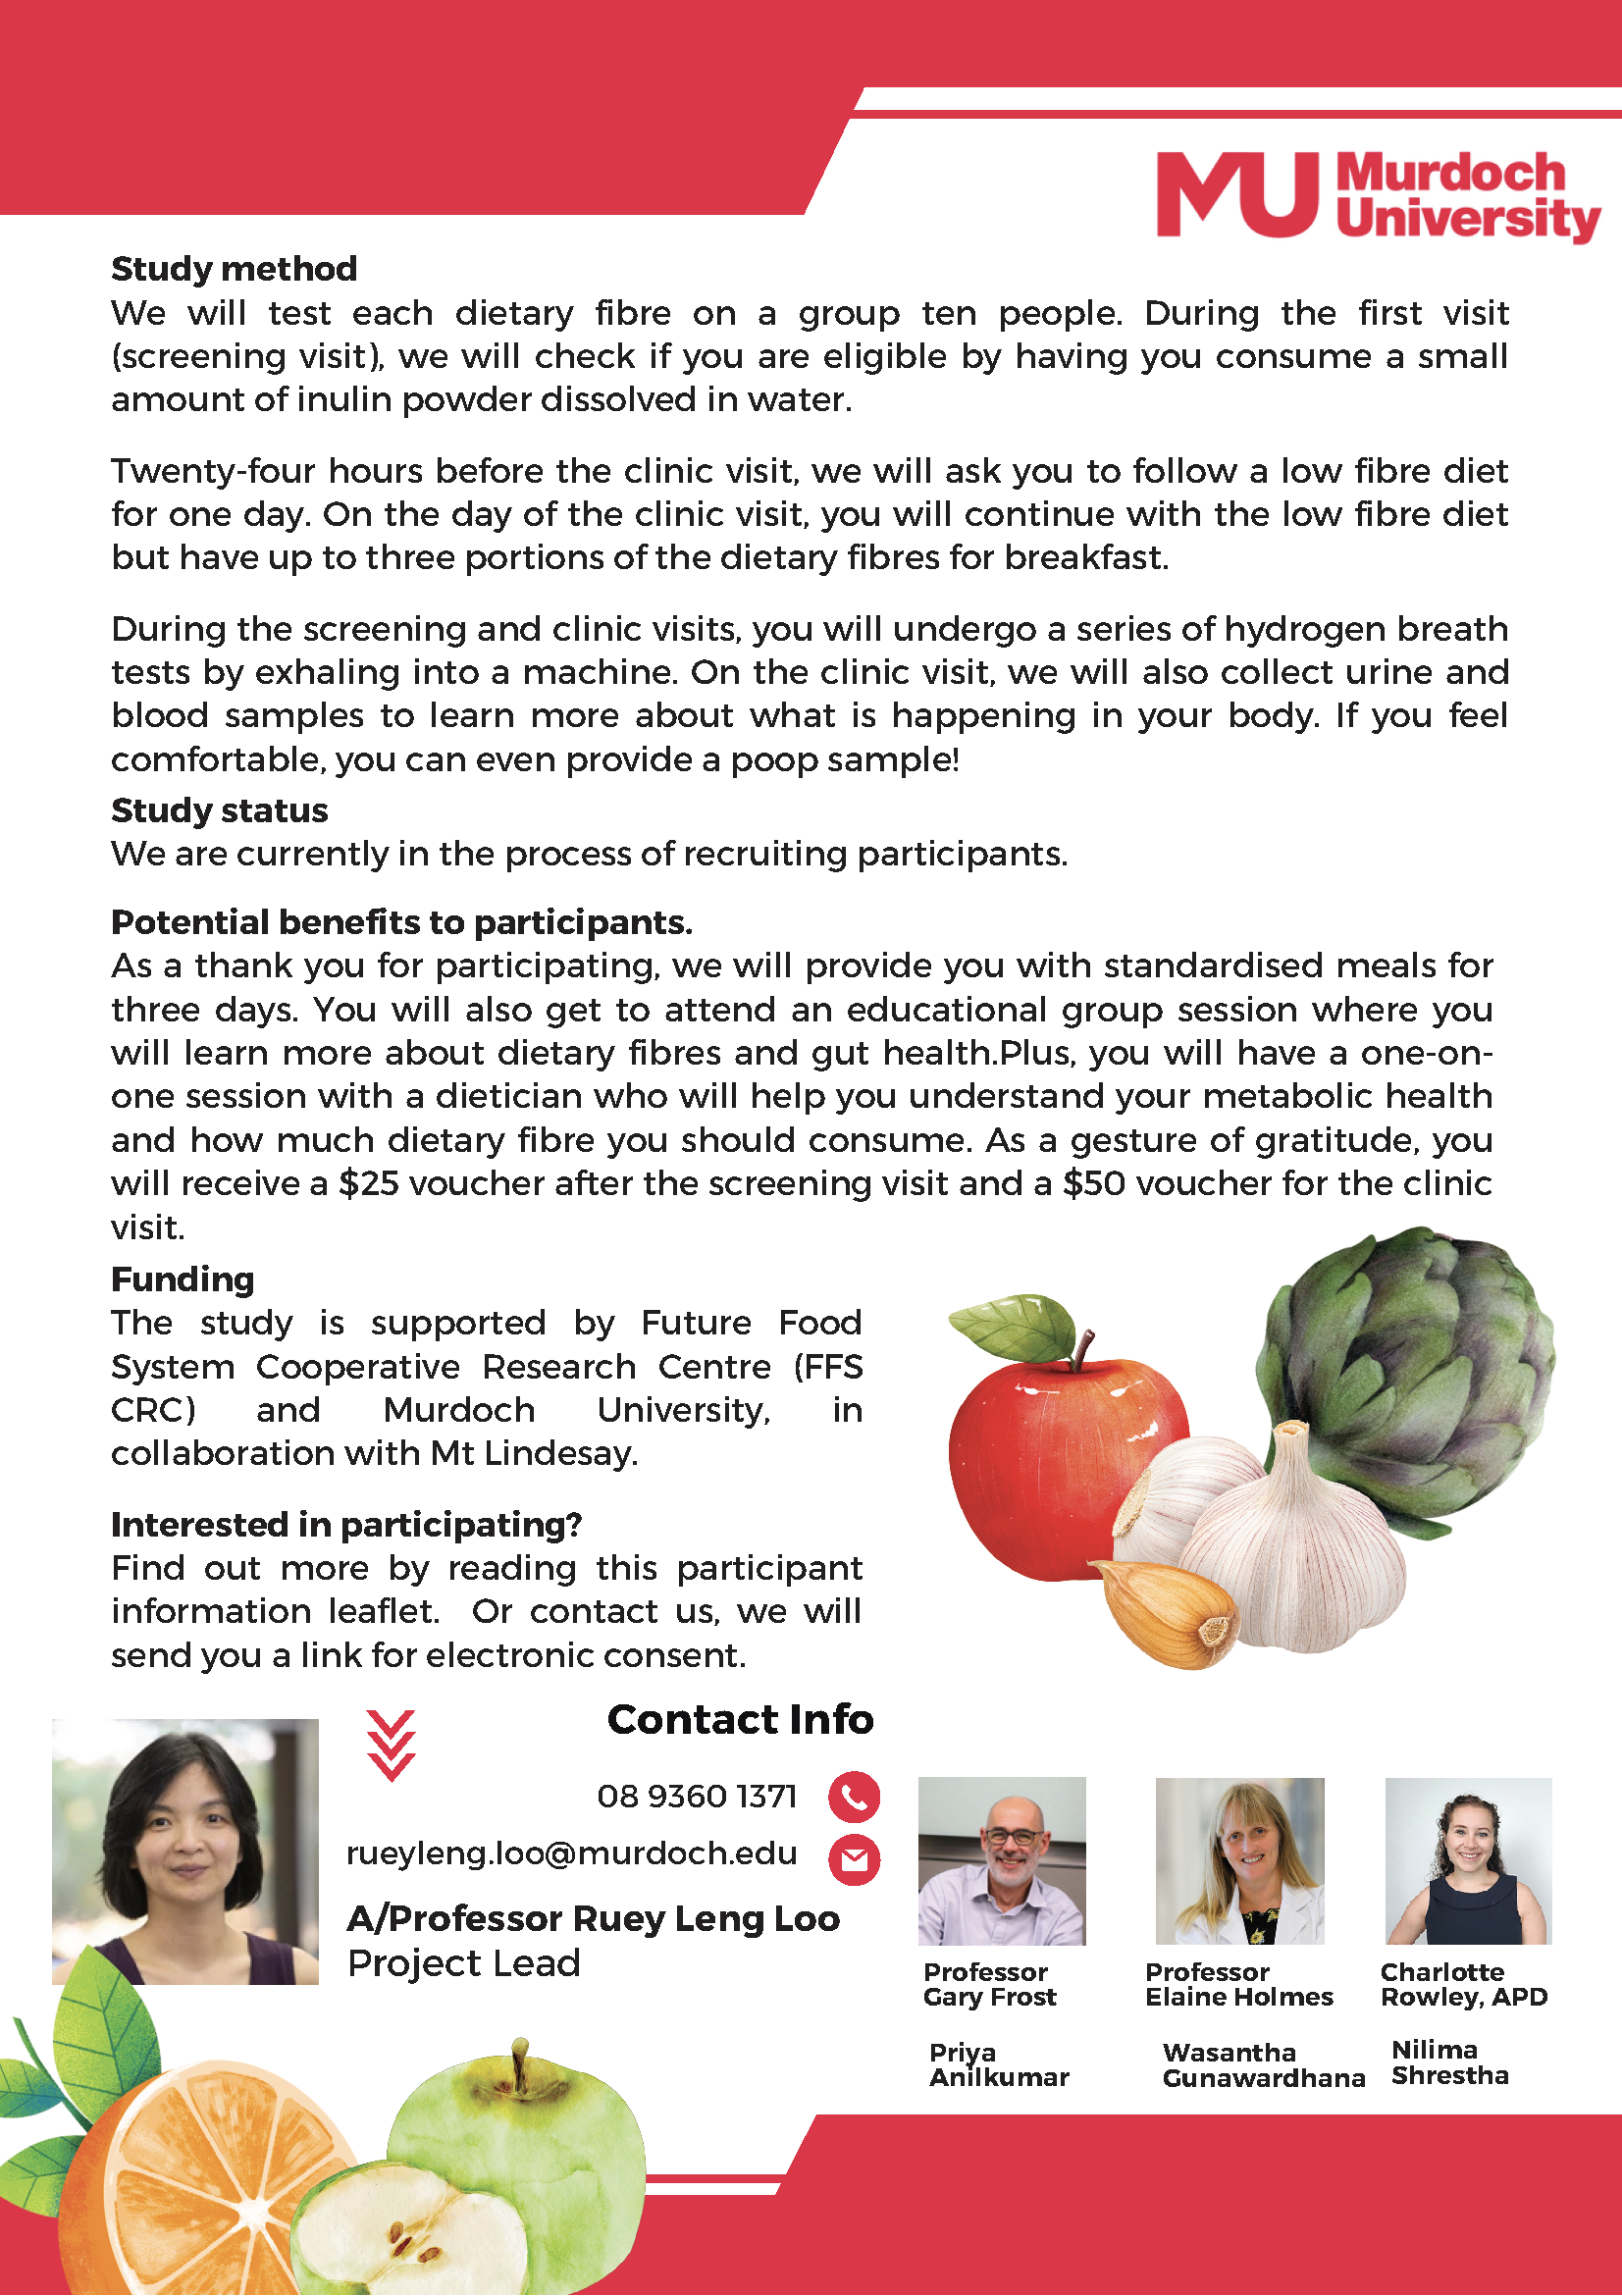 MU Murdoch
University
Study method
We will test each dietary fibre on a group ten people. During the first visit
(screening visit), we will check if you are eligible by having you consume a small
amount of inulin powder dissolved in water.
Twenty-four hours before the clinic visit, we will ask you to follow a low fibre diet
for one day. On the day of the clinic visit, you will continue with the low fibre diet
but have up to three portions of the dietary fibres for breakfast.
During the screening and clinic visits, you will undergo a series of hydrogen breath
tests by exhaling into a machine. On the clinic visit, we will also collect urine and
blood samples to learn more about what is happening in your body. If you feel
comfortable, you can even provide a poop sample!
Study status
We are currently in the process of recruiting participants.
Potential benefits to participants.
As a thank you for participating, we will provide you with standardised meals for
three days. You will also get to attend an educational group session where you
will learn more about dietary fibres and gut health.Plus, you will have a one-on-
one session with a dietician who will help you understand your metabolic health
and how much dietary fibre you should consume. As a gesture of gratitude, you
will receive a $25 voucher after the screening visit and a $50 voucher for the clinic
visit.
Funding
The study is supported by Future Food
System Cooperative Research Centre (FFS
CRC) and Murdoch University, in
collaboration with Mt Lindesay.
Interested in participating?
Find out more by reading this participant
information leaflet. Or contact us, we will
send you a link for electronic consent.
Contact Info
08 9360 1371
rueyleng.loo@murdoch.edu
A/Professor Ruey Leng Loo
Project Lead
Professor
Gary Frost
Professor
Elaine Holmes
Charlotte
Rowley, APD
Priya
Anilkumar
Wasantha
Gunawardhana
Nilima
Shrestha